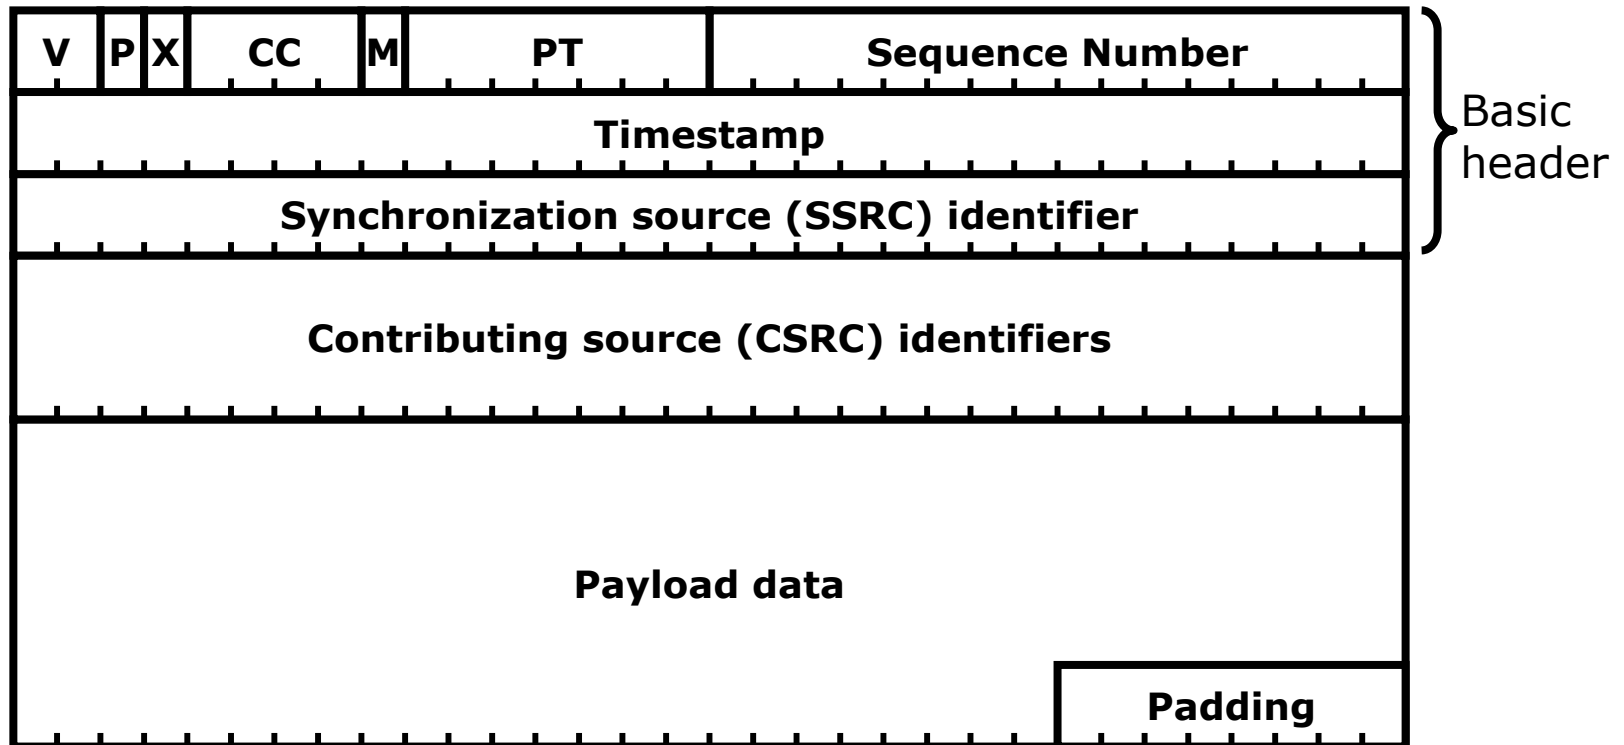 V P X CC M PT Sequence Number
Timestamp
Basic
header
Synchronization source (SSRC) identifier
Contributing source (CSRC) identifiers
Payload data
Padding